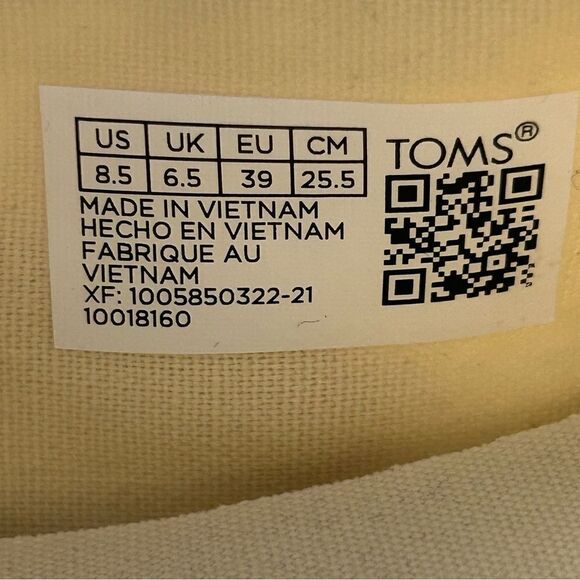 US UK EU CM
8.5 6.5 39 25.5
MADE IN VIETNAM
HECHO EN VIETNAM
FABRIQUE AU
VIETNAM
XF: 1005850322-21
10018160
TOMS®